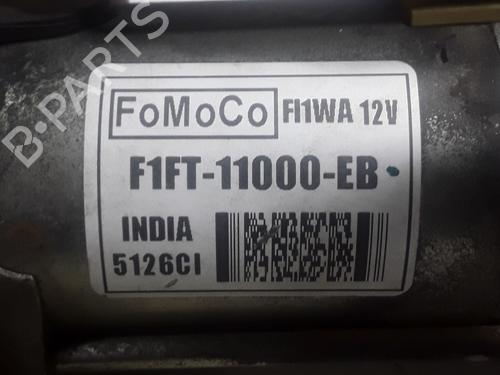 B-PARTS
FoMoCo FI1WA 12V
F1FT-11000-EB
INDIA
5126CI